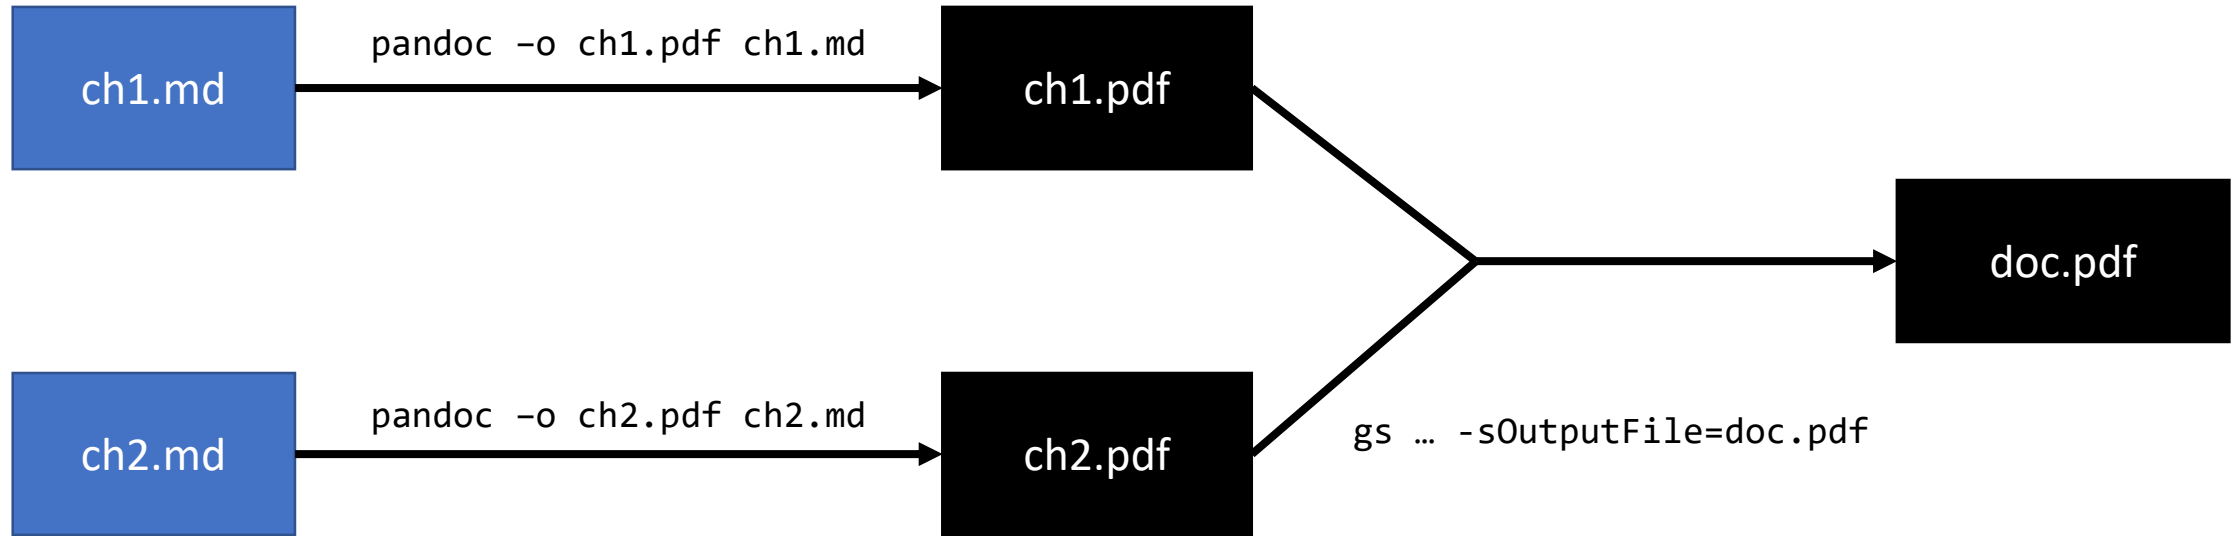 ch1.md
pandoc –o ch1.pdf ch1.md
ch1.pdf
doc.pdf
ch2.md
pandoc –o ch2.pdf ch2.md
ch2.pdf
gs … -sOutputFile=doc.pdf